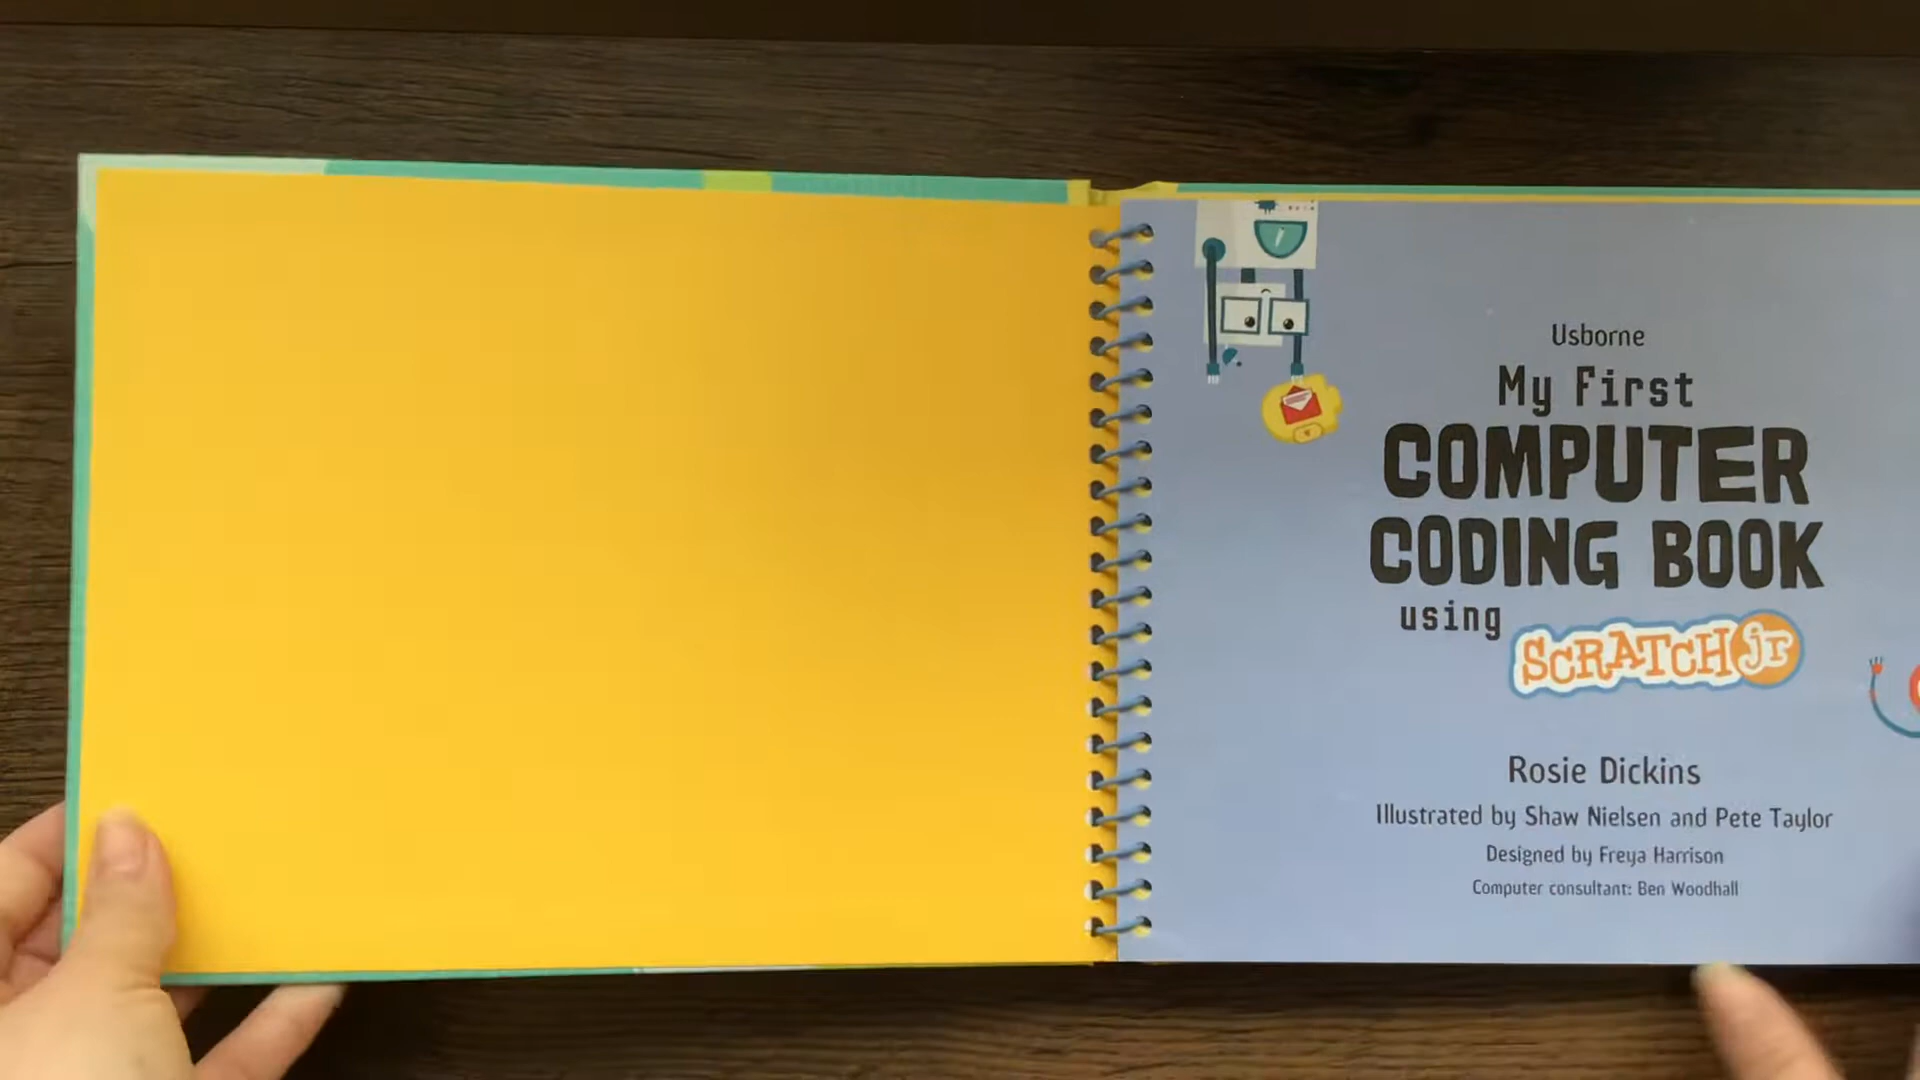 Usborne
My First
COMPUTER
CODING BOOK
using
SCRATCH jr
Rosie Dickins
Illustrated by Shaw Nielsen and Pete Taylor
Designed by Freya Harrison
Computer consultant: Ben Woodhall